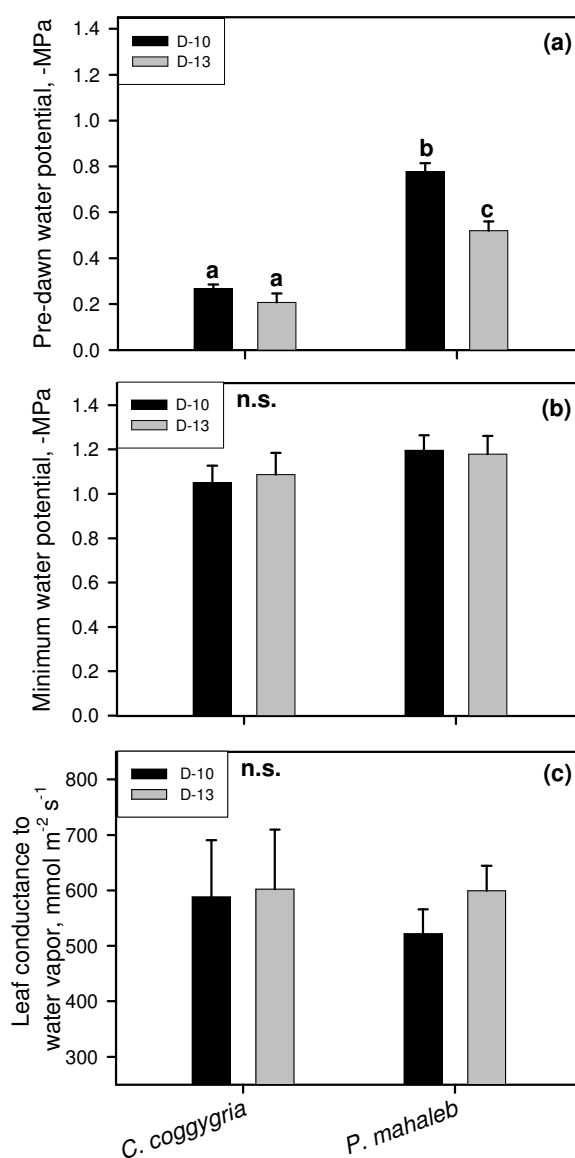 Pre-dawn water potential, -MPa
1.4
1.2
1.0
0.8
0.6
0.4
0.2
0.0
D-10
D-13
(a)
a
a
b
c
Minimum water potential, -MPa
1.4
1.2
1.0
0.8
0.6
0.4
0.2
0.0
D-10
D-13
n.s.
(b)
Leaf conductance to
water vapor, mmol m⁻² s⁻¹
800
700
600
500
400
300
D-10
D-13
n.s.
(c)
C. coggygria
P. mahaleb